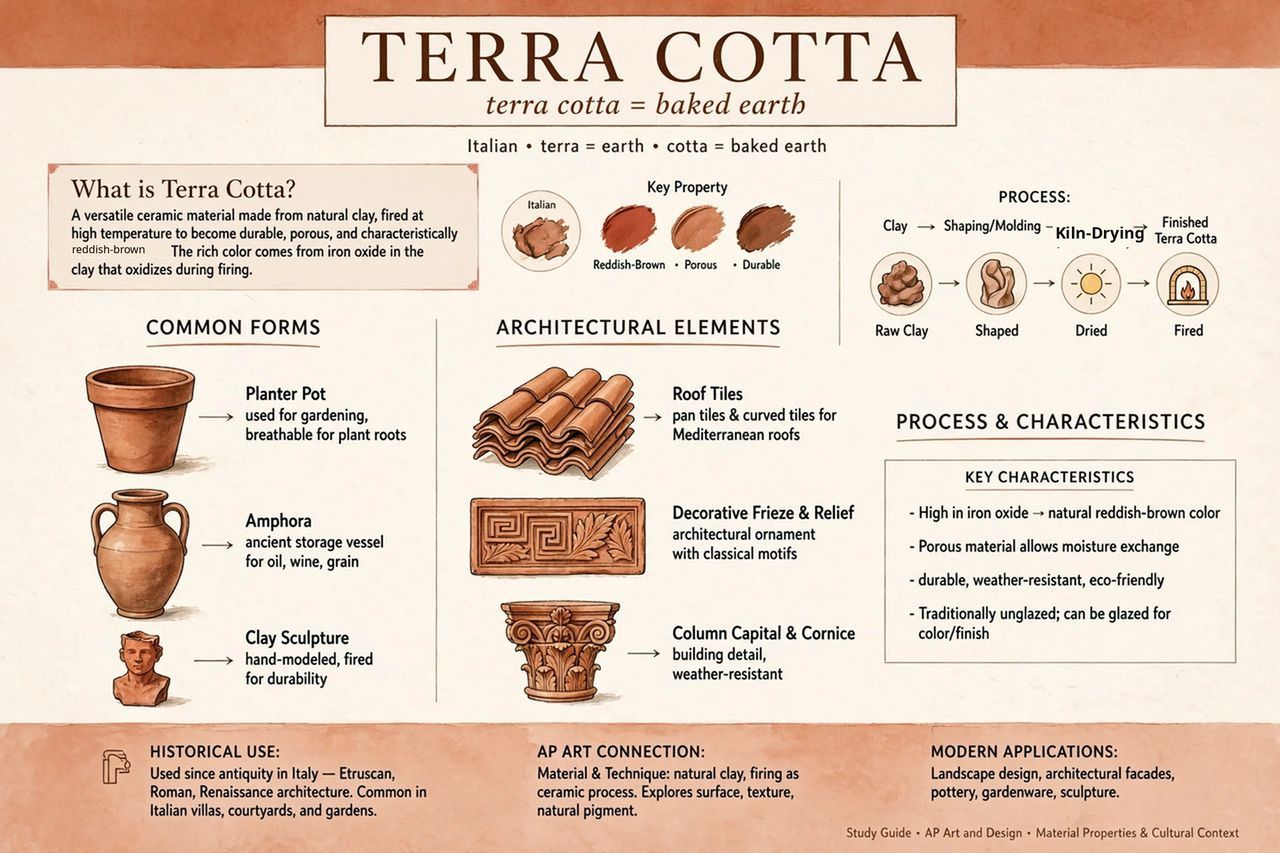 TERRA COTTA
terra cotta = baked earth
Italian • terra = earth • cotta = baked earth
What is Terra Cotta?
A versatile ceramic material made from natural clay, fired at
high temperature to become durable, porous, and characteristically
reddish-brown The rich color comes from iron oxide in the
clay that oxidizes during firing.
Key Property
Italian
Reddish-Brown • Porous • Durable
PROCESS:
Clay → Shaping/Molding → Kiln-Drying → Finished
Terra Cotta
Raw Clay
Shaped
Dried
Fired
COMMON FORMS
Planter Pot
used for gardening,
breathable for plant roots
Amphora
ancient storage vessel
for oil, wine, grain
Clay Sculpture
hand-modeled, fired
for durability
ARCHITECTURAL ELEMENTS
Roof Tiles
pan tiles & curved tiles for
Mediterranean roofs
Decorative Frieze & Relief
architectural ornament
with classical motifs
Column Capital & Cornice
building detail,
weather-resistant
PROCESS & CHARACTERISTICS
KEY CHARACTERISTICS
- High in iron oxide → natural reddish-brown color
- Porous material allows moisture exchange
- durable, weather-resistant, eco-friendly
- Traditionally unglazed; can be glazed for
color/finish
HISTORICAL USE:
Used since antiquity in Italy — Etruscan,
Roman, Renaissance architecture. Common in
Italian villas, courtyards, and gardens.
AP ART CONNECTION:
Material & Technique: natural clay, firing as
ceramic process. Explores surface, texture,
natural pigment.
MODERN APPLICATIONS:
Landscape design, architectural facades,
pottery, gardenware, sculpture.
Study Guide • AP Art and Design • Material Properties & Cultural Context